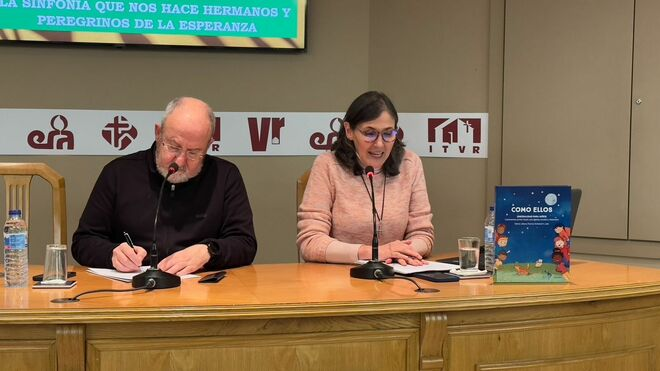 LA SINFONÍA QUE NOS HACE HERMANOS Y
PEREGRINOS DE LA ESPERANZA
VR
ITVR
COMO ELLOS